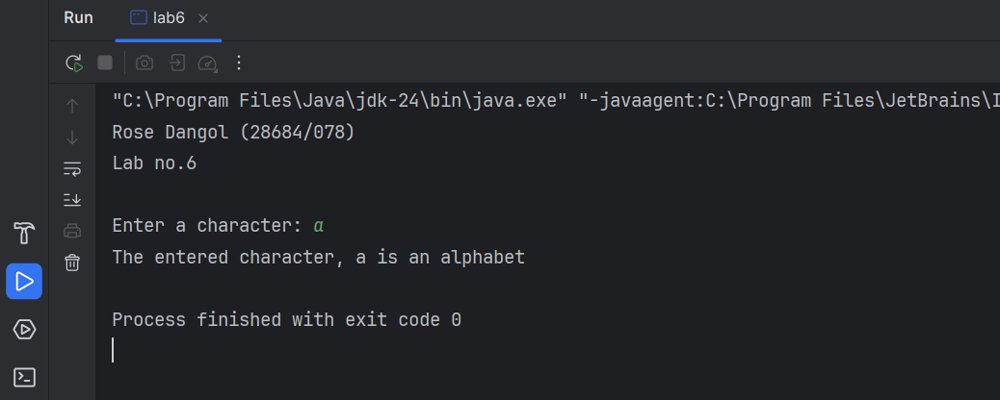 Run lab6
"C:\Program Files\Java\jdk-24\bin\java.exe" "-javaagent:C:\Program Files\JetBrains\I
Rose Dangol (28684/078)
Lab no.6
Enter a character: a
The entered character, a is an alphabet
Process finished with exit code 0